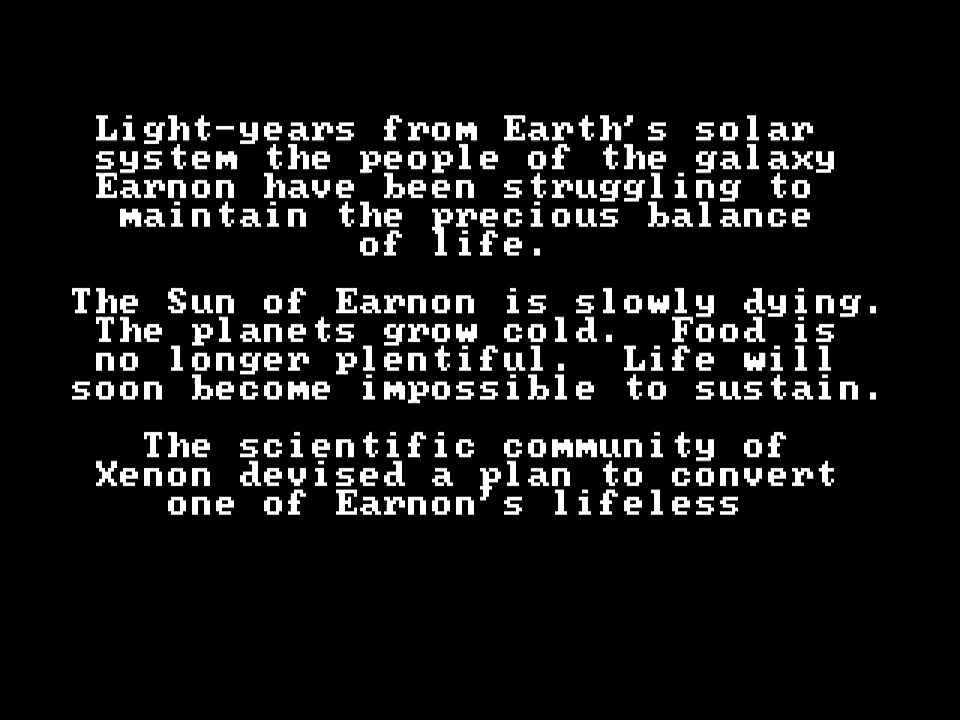 Light-years from Earth's solar
system the people of the galaxy
Earnon have been struggling to
maintain the precious balance
of life.
The Sun of Earnon is slowly dying.
The planets grow cold.  Food is
no longer plentiful.  Life will
soon become impossible to sustain.
The scientific community of
Xenon devised a plan to convert
one of Earnon's lifeless